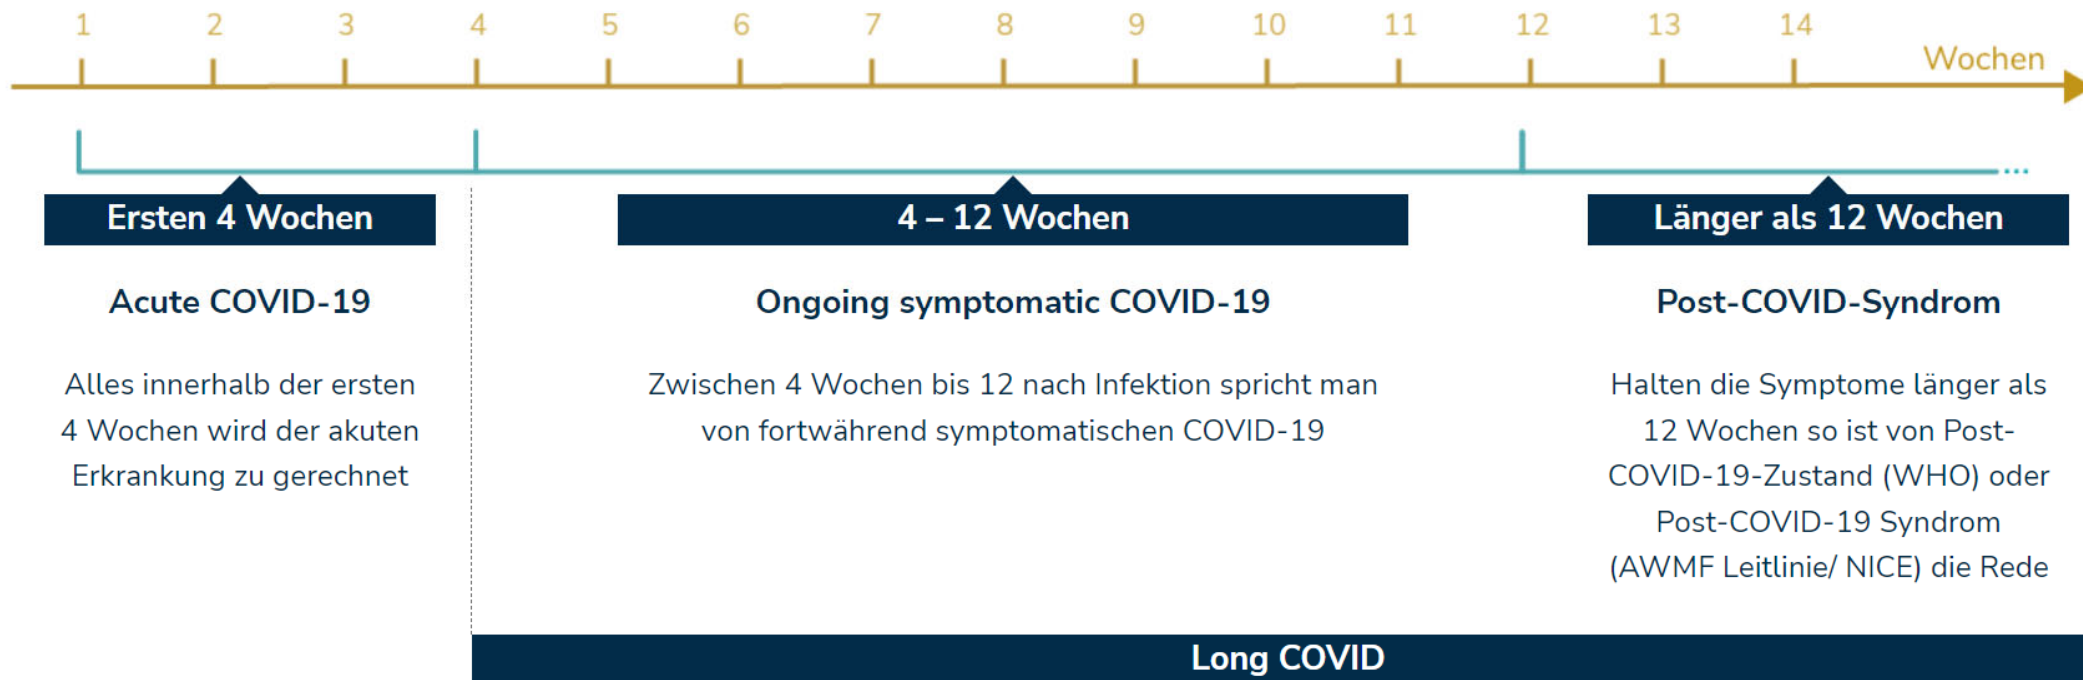 1 2 3 4 5 6 7 8 9 10 11 12 13 14
Wochen
Ersten 4 Wochen
Acute COVID-19
Alles innerhalb der ersten
4 Wochen wird der akuten
Erkrankung zu gerechnet
4 – 12 Wochen
Ongoing symptomatic COVID-19
Zwischen 4 Wochen bis 12 nach Infektion spricht man
von fortwährend symptomatischen COVID-19
Länger als 12 Wochen
Post-COVID-Syndrom
Halten die Symptome länger als
12 Wochen so ist von Post-
COVID-19-Zustand (WHO) oder
Post-COVID-19 Syndrom
(AWMF Leitlinie/ NICE) die Rede
Long COVID